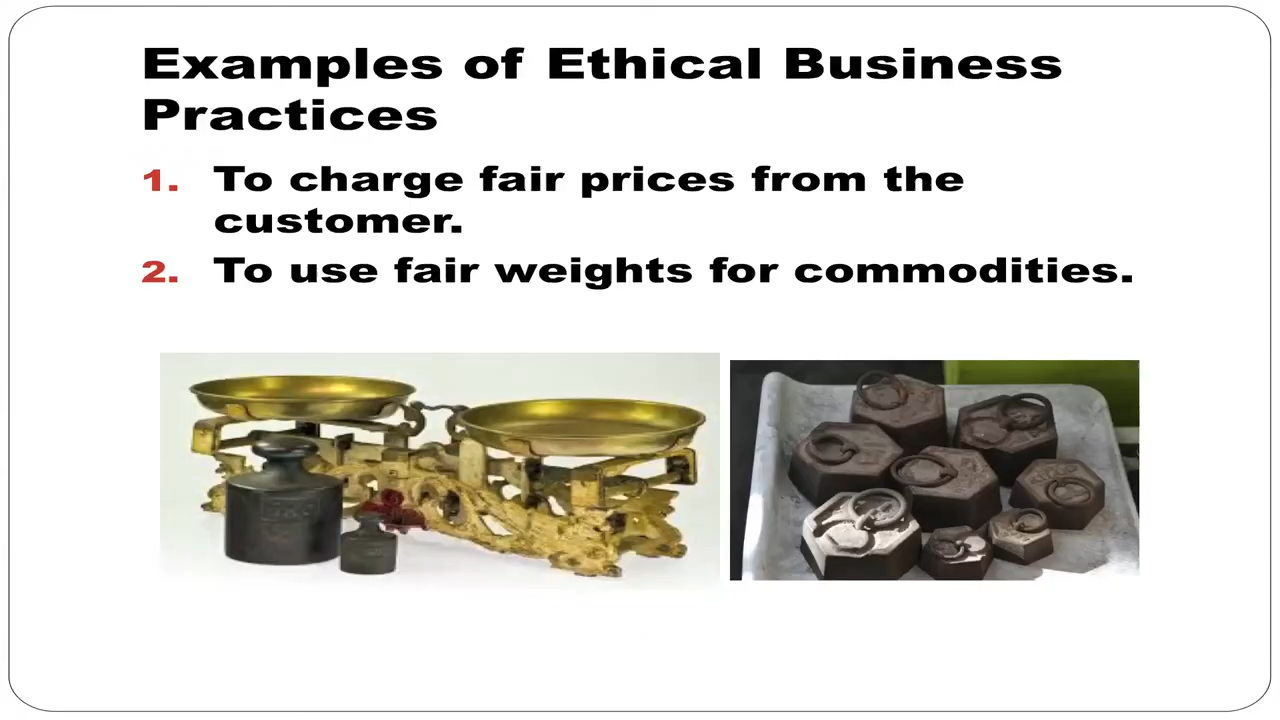 Examples of Ethical Business
Practices
1. To charge fair prices from the
customer.
2. To use fair weights for commodities.